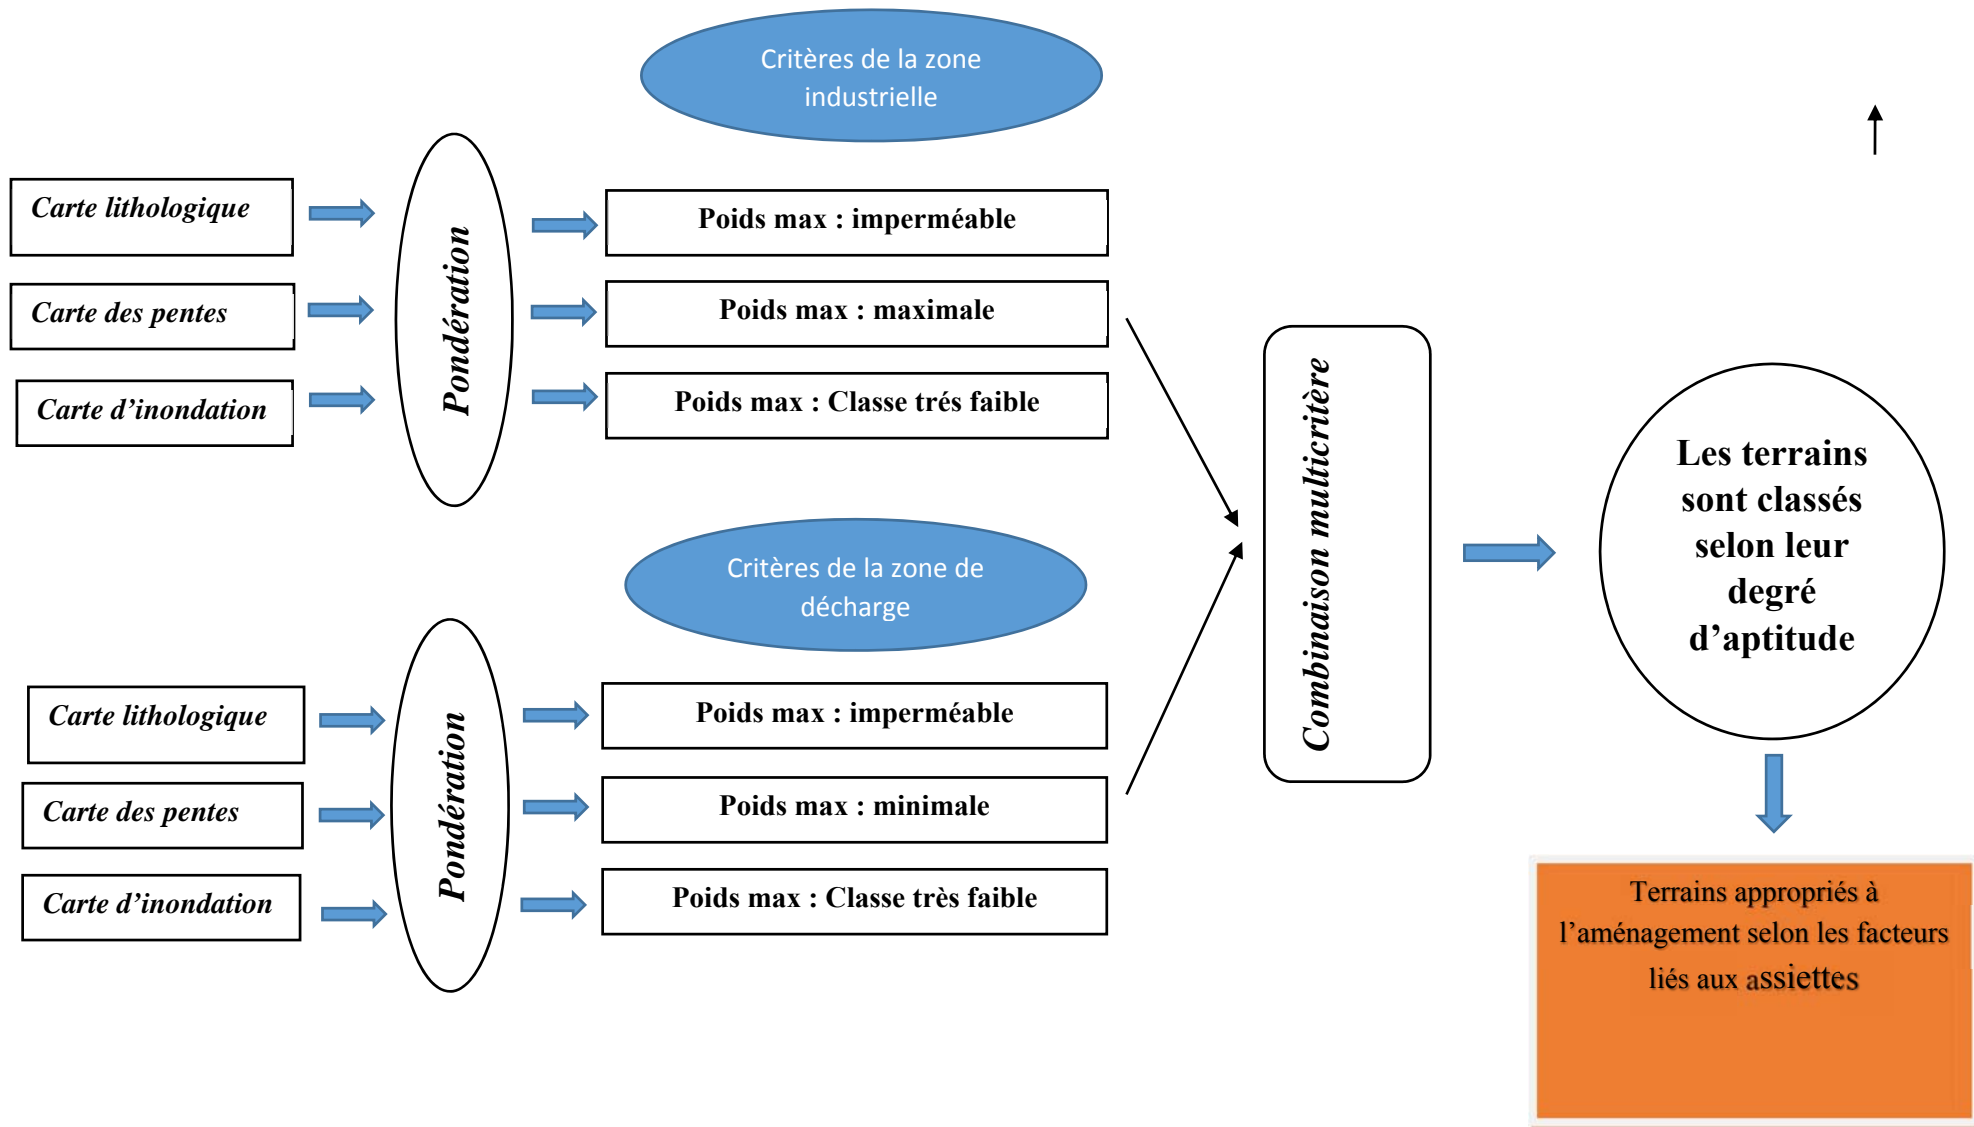 Critères de la zone
industrielle
Carte lithologique
Carte des pentes
Carte d’inondation
Pondération
Poids max : imperméable
Poids max : maximale
Poids max : Classe trés faible
Critères de la zone de
décharge
Carte lithologique
Carte des pentes
Carte d’inondation
Pondération
Poids max : imperméable
Poids max : minimale
Poids max : Classe très faible
Combinaison multicritère
Les terrains
sont classés
selon leur
degré
d’aptitude
Terrains appropriés à
l’aménagement selon les facteurs
liés aux assiettes